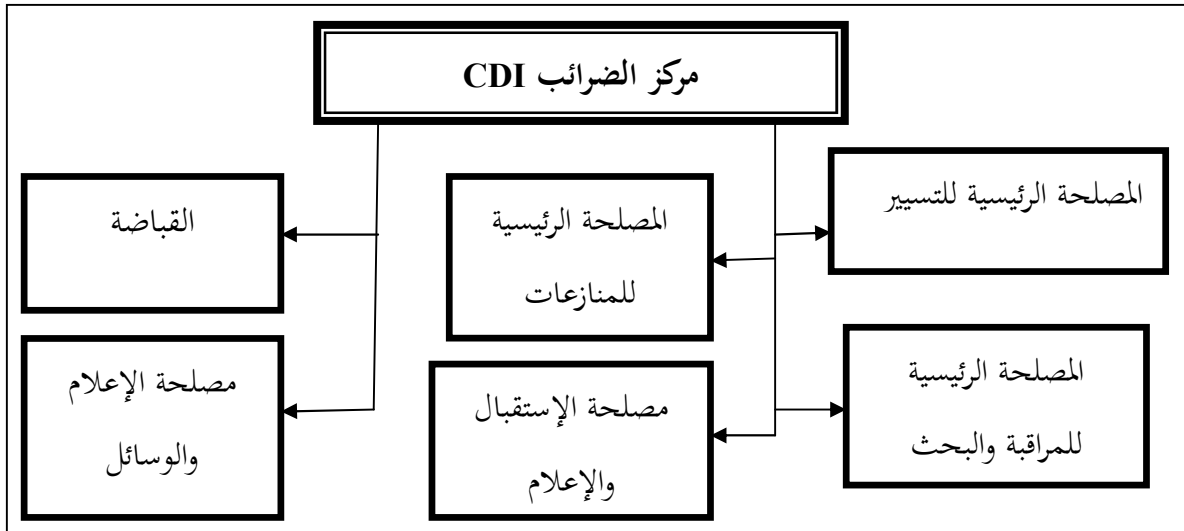 مركز الضرائب CDI
المصلحة الرئيسية للتسيير
المصلحة الرئيسية
للمنازعات
القباضة
المصلحة الرئيسية
للمراقبة والبحث
مصلحة الإستقبال
والإعلام
مصلحة الإعلام
والوسائل